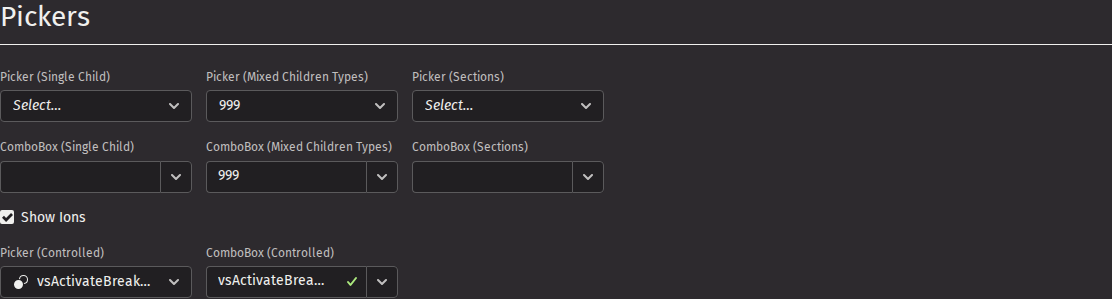 Pickers
Picker (Single Child) Picker (Mixed Children Types) Picker (Sections)
Select... 999 Select...
ComboBox (Single Child) ComboBox (Mixed Children Types) ComboBox (Sections)
999
Show Ions
Picker (Controlled) ComboBox (Controlled)
vsActivateBreak... vsActivateBrea...